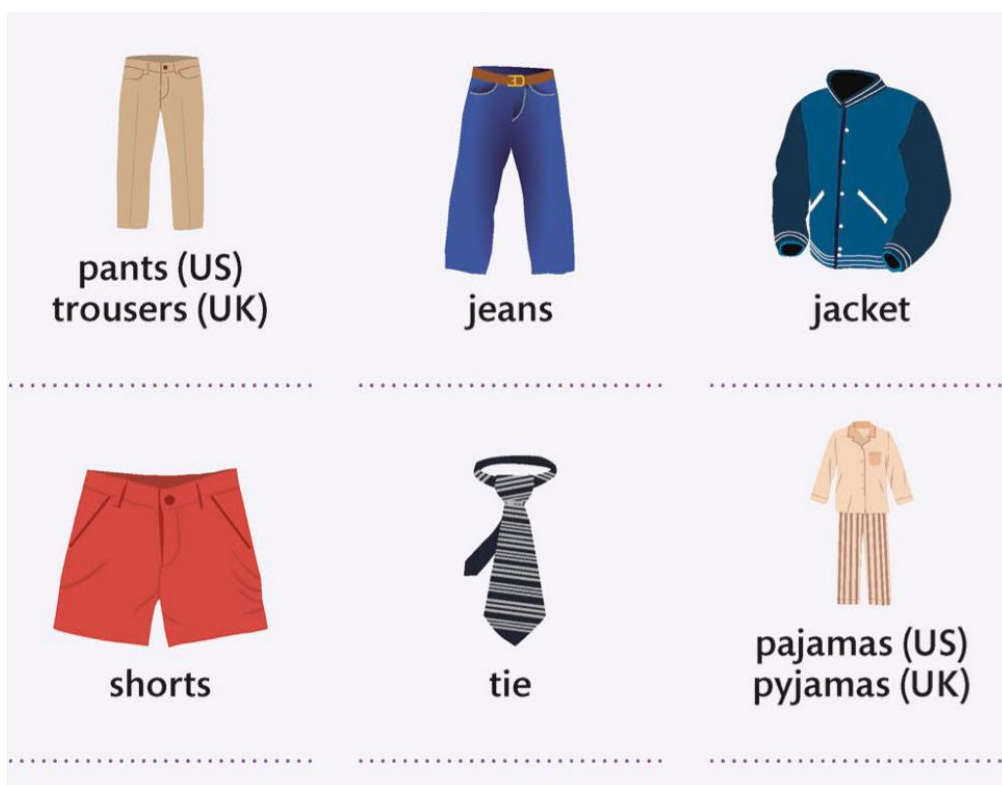 pants (US)
trousers (UK)
jeans
jacket
shorts
tie
pajamas (US)
pyjamas (UK)